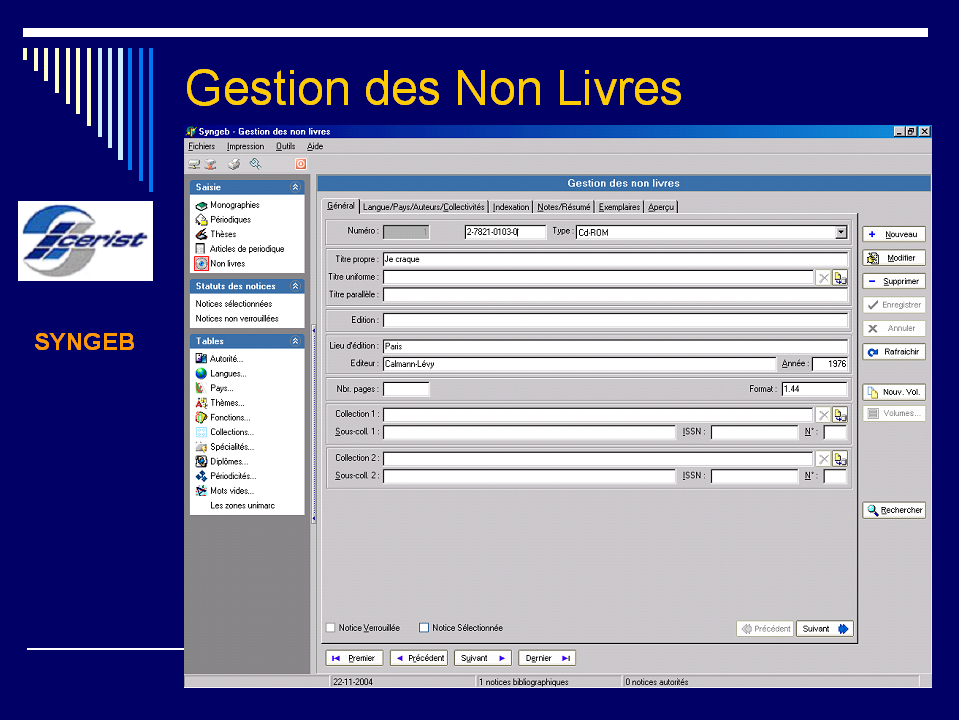 Gestion des Non Livres
cerist
SYNGEB
Syngeb - Gestion des non livres
Fichiers Impression Outils Aide
Saisie
Monographies
Périodiques
Thèses
Articles de periodique
Non livres
Statuts des notices
Notices sélectionnées
Notices non verrouillées
Tables
Autorité...
Langues...
Pays...
Thèmes...
Fonctions...
Collections...
Spécialités...
Diplômes...
Périodicités...
Mots vides...
Les zones unimarc
Gestion des non livres
Général Langue/Pays/Auteurs/Collectivités Indexation Notes/Résumé Exemplaires Aperçu
Numéro : 1 2-7821-0103-0 Type : Cd-ROM
Titre propre : Je craque
Titre uniforme :
Titre parallèle :
Edition :
Lieu d'édition : Paris
Editeur : Calmann-Lévy Année : 1976
Nbr. pages : Format : 1.44
Collection 1 :
Sous-coll. 1 : ISSN : N° :
Collection 2 :
Sous-coll. 2 : ISSN : N° :
Notice Verrouillée Notice Sélectionnée Précédent Suivant
Premier Précédent Suivant Dernier
Nouveau
Modifier
Supprimer
Enregistrer
Annuler
Rafraichir
Nouv. Vol.
Volumes...
Rechercher
22-11-2004 1 notices bibliographiques 0 notices autorités